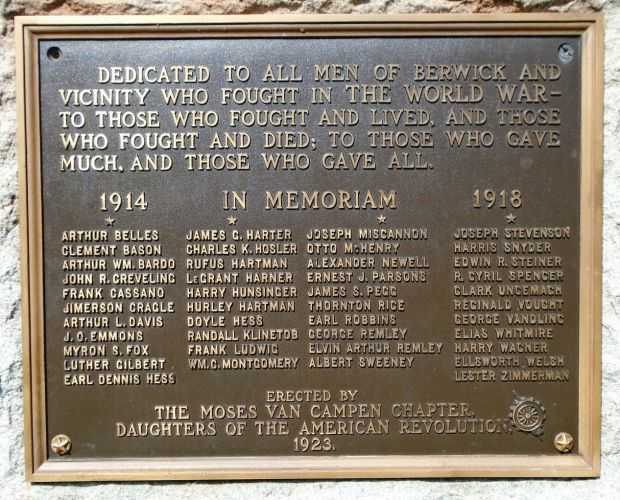 DEDICATED TO ALL MEN OF BERWICK AND
VICINITY WHO FOUGHT IN THE WORLD WAR—
TO THOSE WHO FOUGHT AND LIVED, AND THOSE
WHO FOUGHT AND DIED; TO THOSE WHO GAVE
MUCH, AND THOSE WHO GAVE ALL.
1914 IN MEMORIAM 1918
ARTHUR BELLES
CLEMENT BASON
ARTHUR WM. BARDO
JOHN R. CREVELING
FRANK CASSANO
JIMERSON CRAGLE
ARTHUR L. DAVIS
J. O. EMMONS
MYRON S. FOX
LUTHER GILBERT
EARL DENNIS HESS
JAMES G. HARTER
CHARLES K. HOSLER
RUFUS HARTMAN
LEGRANT HARNER
HARRY HUNSINGER
HURLEY HARTMAN
DOYLE HESS
RANDALL KLINETOB
FRANK LUDWIG
WM. G. MONTGOMERY
JOSEPH MISCANNON
OTTO McHENRY
ALEXANDER NEWELL
ERNEST J. PARSONS
JAMES S. PEGG
THORNTON RICE
EARL ROBBINS
GEORGE REMLEY
ELVIN ARTHUR REMLEY
ALBERT SWEENEY
JOSEPH STEVENSON
HARRIS SNYDER
EDWIN R. STEINER
R. CYRIL SPENCER
CLARK UNGEMACH
REGINALD VOUGHT
GEORGE VANDLING
ELIAS WHITMIRE
HARRY WAGNER
ELLSWORTH WELSH
LESTER ZIMMERMAN
ERECTED BY
THE MOSES VAN CAMPEN CHAPTER,
DAUGHTERS OF THE AMERICAN REVOLUTION
1923.